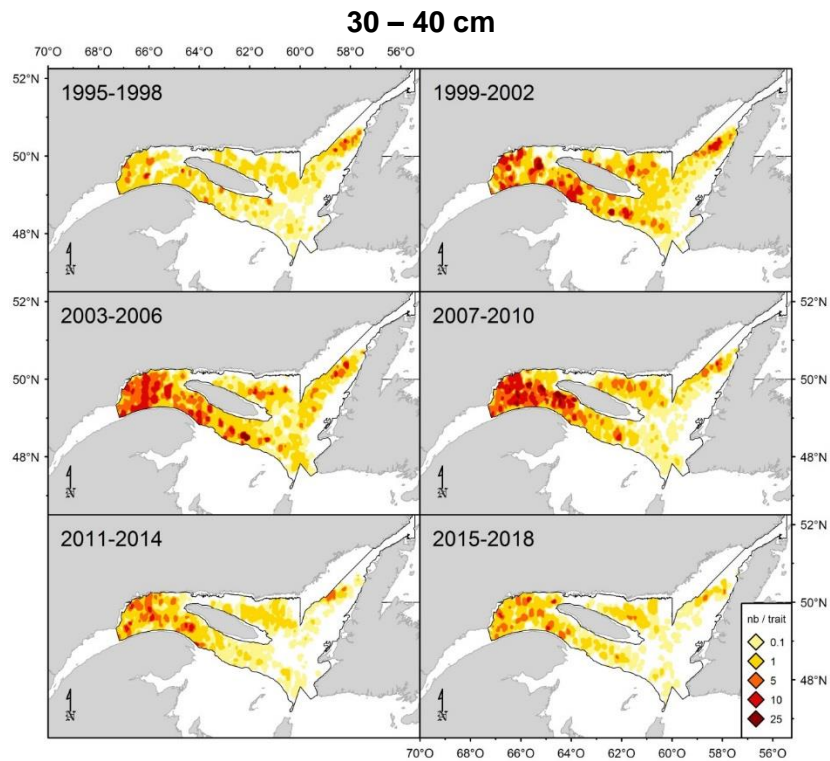 30 – 40 cm
70°O 68°O 66°O 64°O 62°O 60°O 58°O 56°O
52°N
1995-1998
1999-2002
50°N
48°N
N
N
52°N
2003-2006
2007-2010
52°N
50°N
50°N
48°N
48°N
N
N
2011-2014
2015-2018
52°N
50°N
nb / trait
0.1
1
5
10
25
48°N
N
N
70°O 68°O 66°O 64°O 62°O 60°O 58°O 56°O